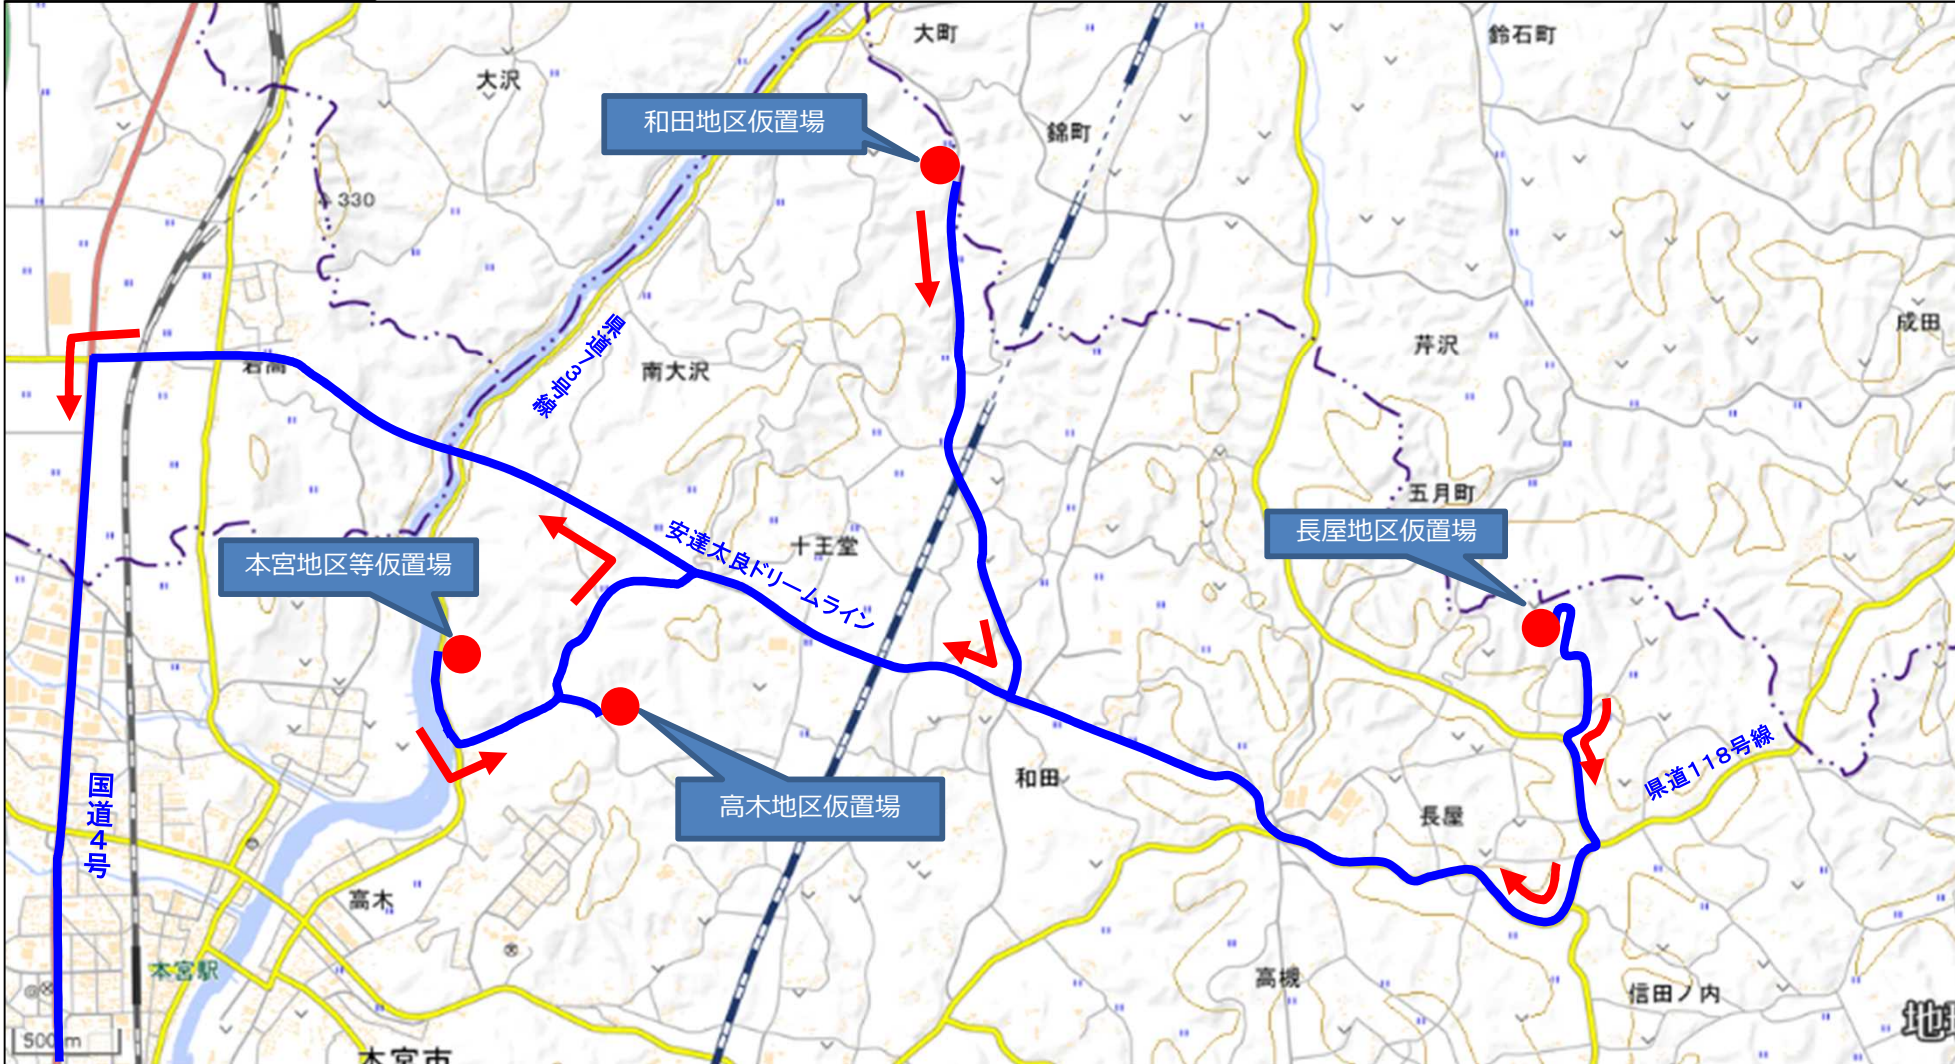 大町
鈴石町
大沢
和田地区仮置場
錦町
330
成田
県道73号線
芹沢
南大沢
岩高
五月町
長屋地区仮置場
安達太良ドリームライン
十王堂
本宮地区等仮置場
県道118号線
和田
高木地区仮置場
長屋
国道4号
高木
本宮駅
高槻
信田ノ内
500m
本宮市